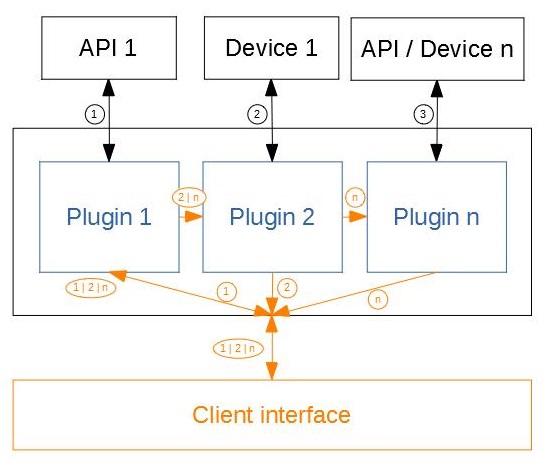 API 1
Device 1
API / Device n
1
2
3
Plugin 1
2 | n
Plugin 2
n
Plugin n
1 | 2 | n
1
2
n
1 | 2 | n
Client interface